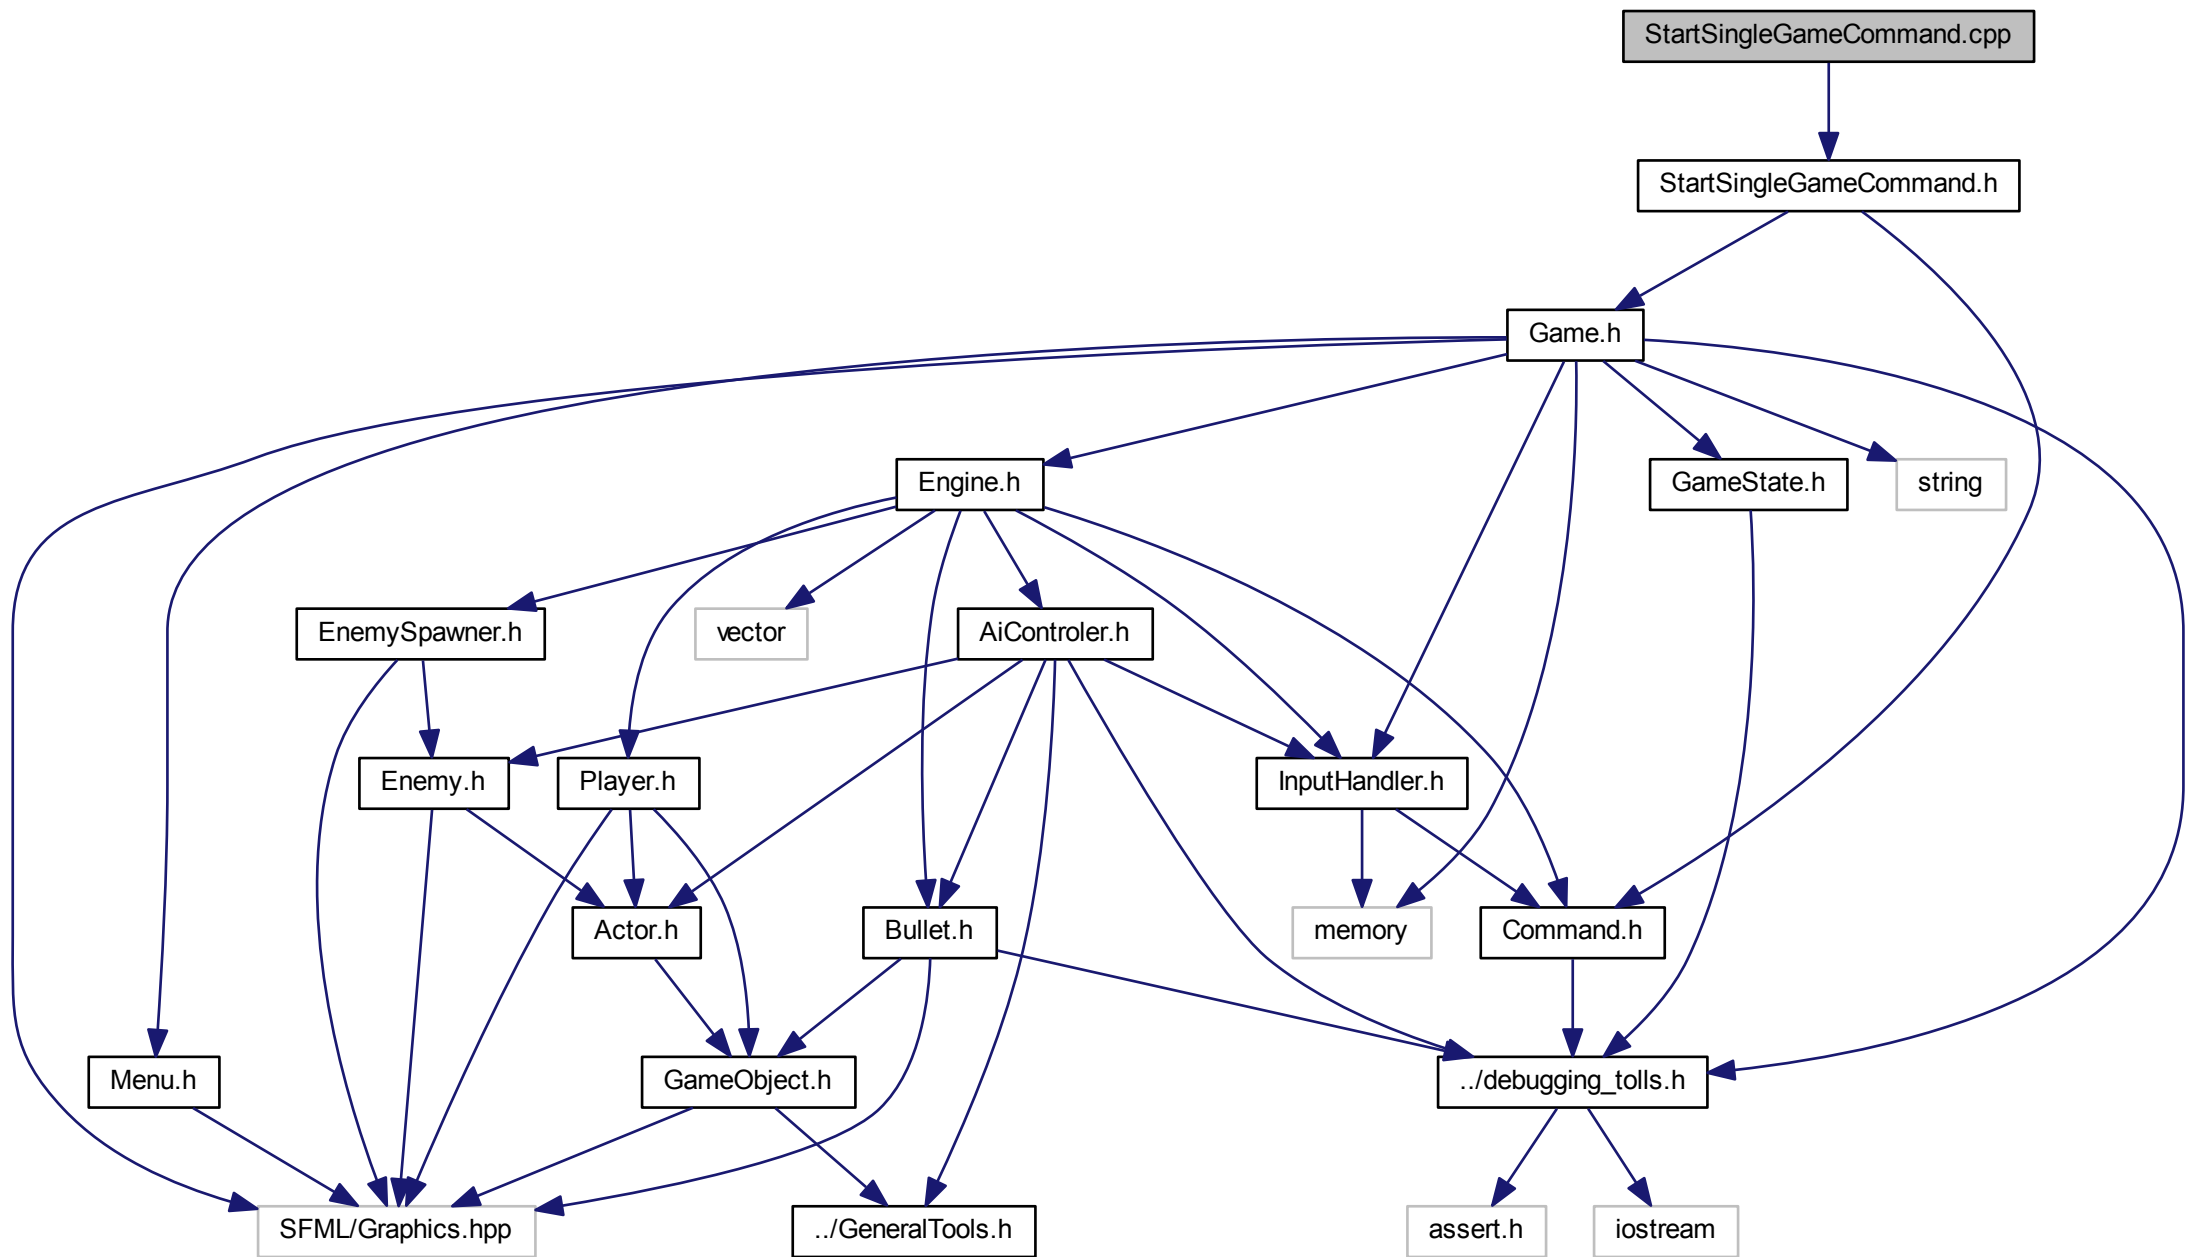 StartSingleGameCommand.cpp
StartSingleGameCommand.h
Game.h
Engine.h
GameState.h
string
EnemySpawner.h
vector
AiControler.h
Enemy.h
Player.h
InputHandler.h
Actor.h
Bullet.h
memory
Command.h
Menu.h
GameObject.h
../debugging_tolls.h
SFML/Graphics.hpp
../GeneralTools.h
assert.h
iostream